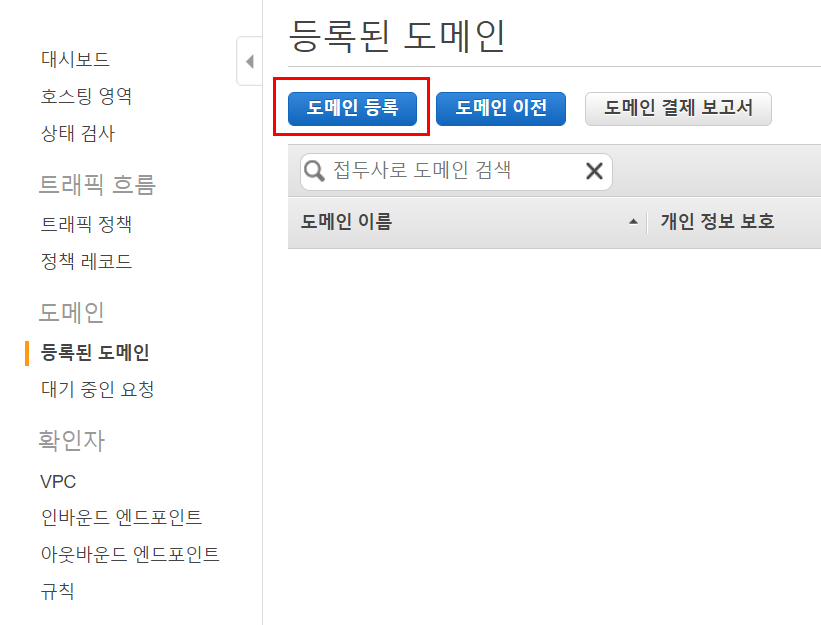 대시보드
호스팅 영역
상태 검사
트래픽 흐름
트래픽 정책
정책 레코드
도메인
등록된 도메인
대기 중인 요청
확인자
VPC
인바운드 엔드포인트
아웃바운드 엔드포인트
규칙
등록된 도메인
도메인 등록 도메인 이전 도메인 결제 보고서
접두사로 도메인 검색
도메인 이름 개인 정보 보호